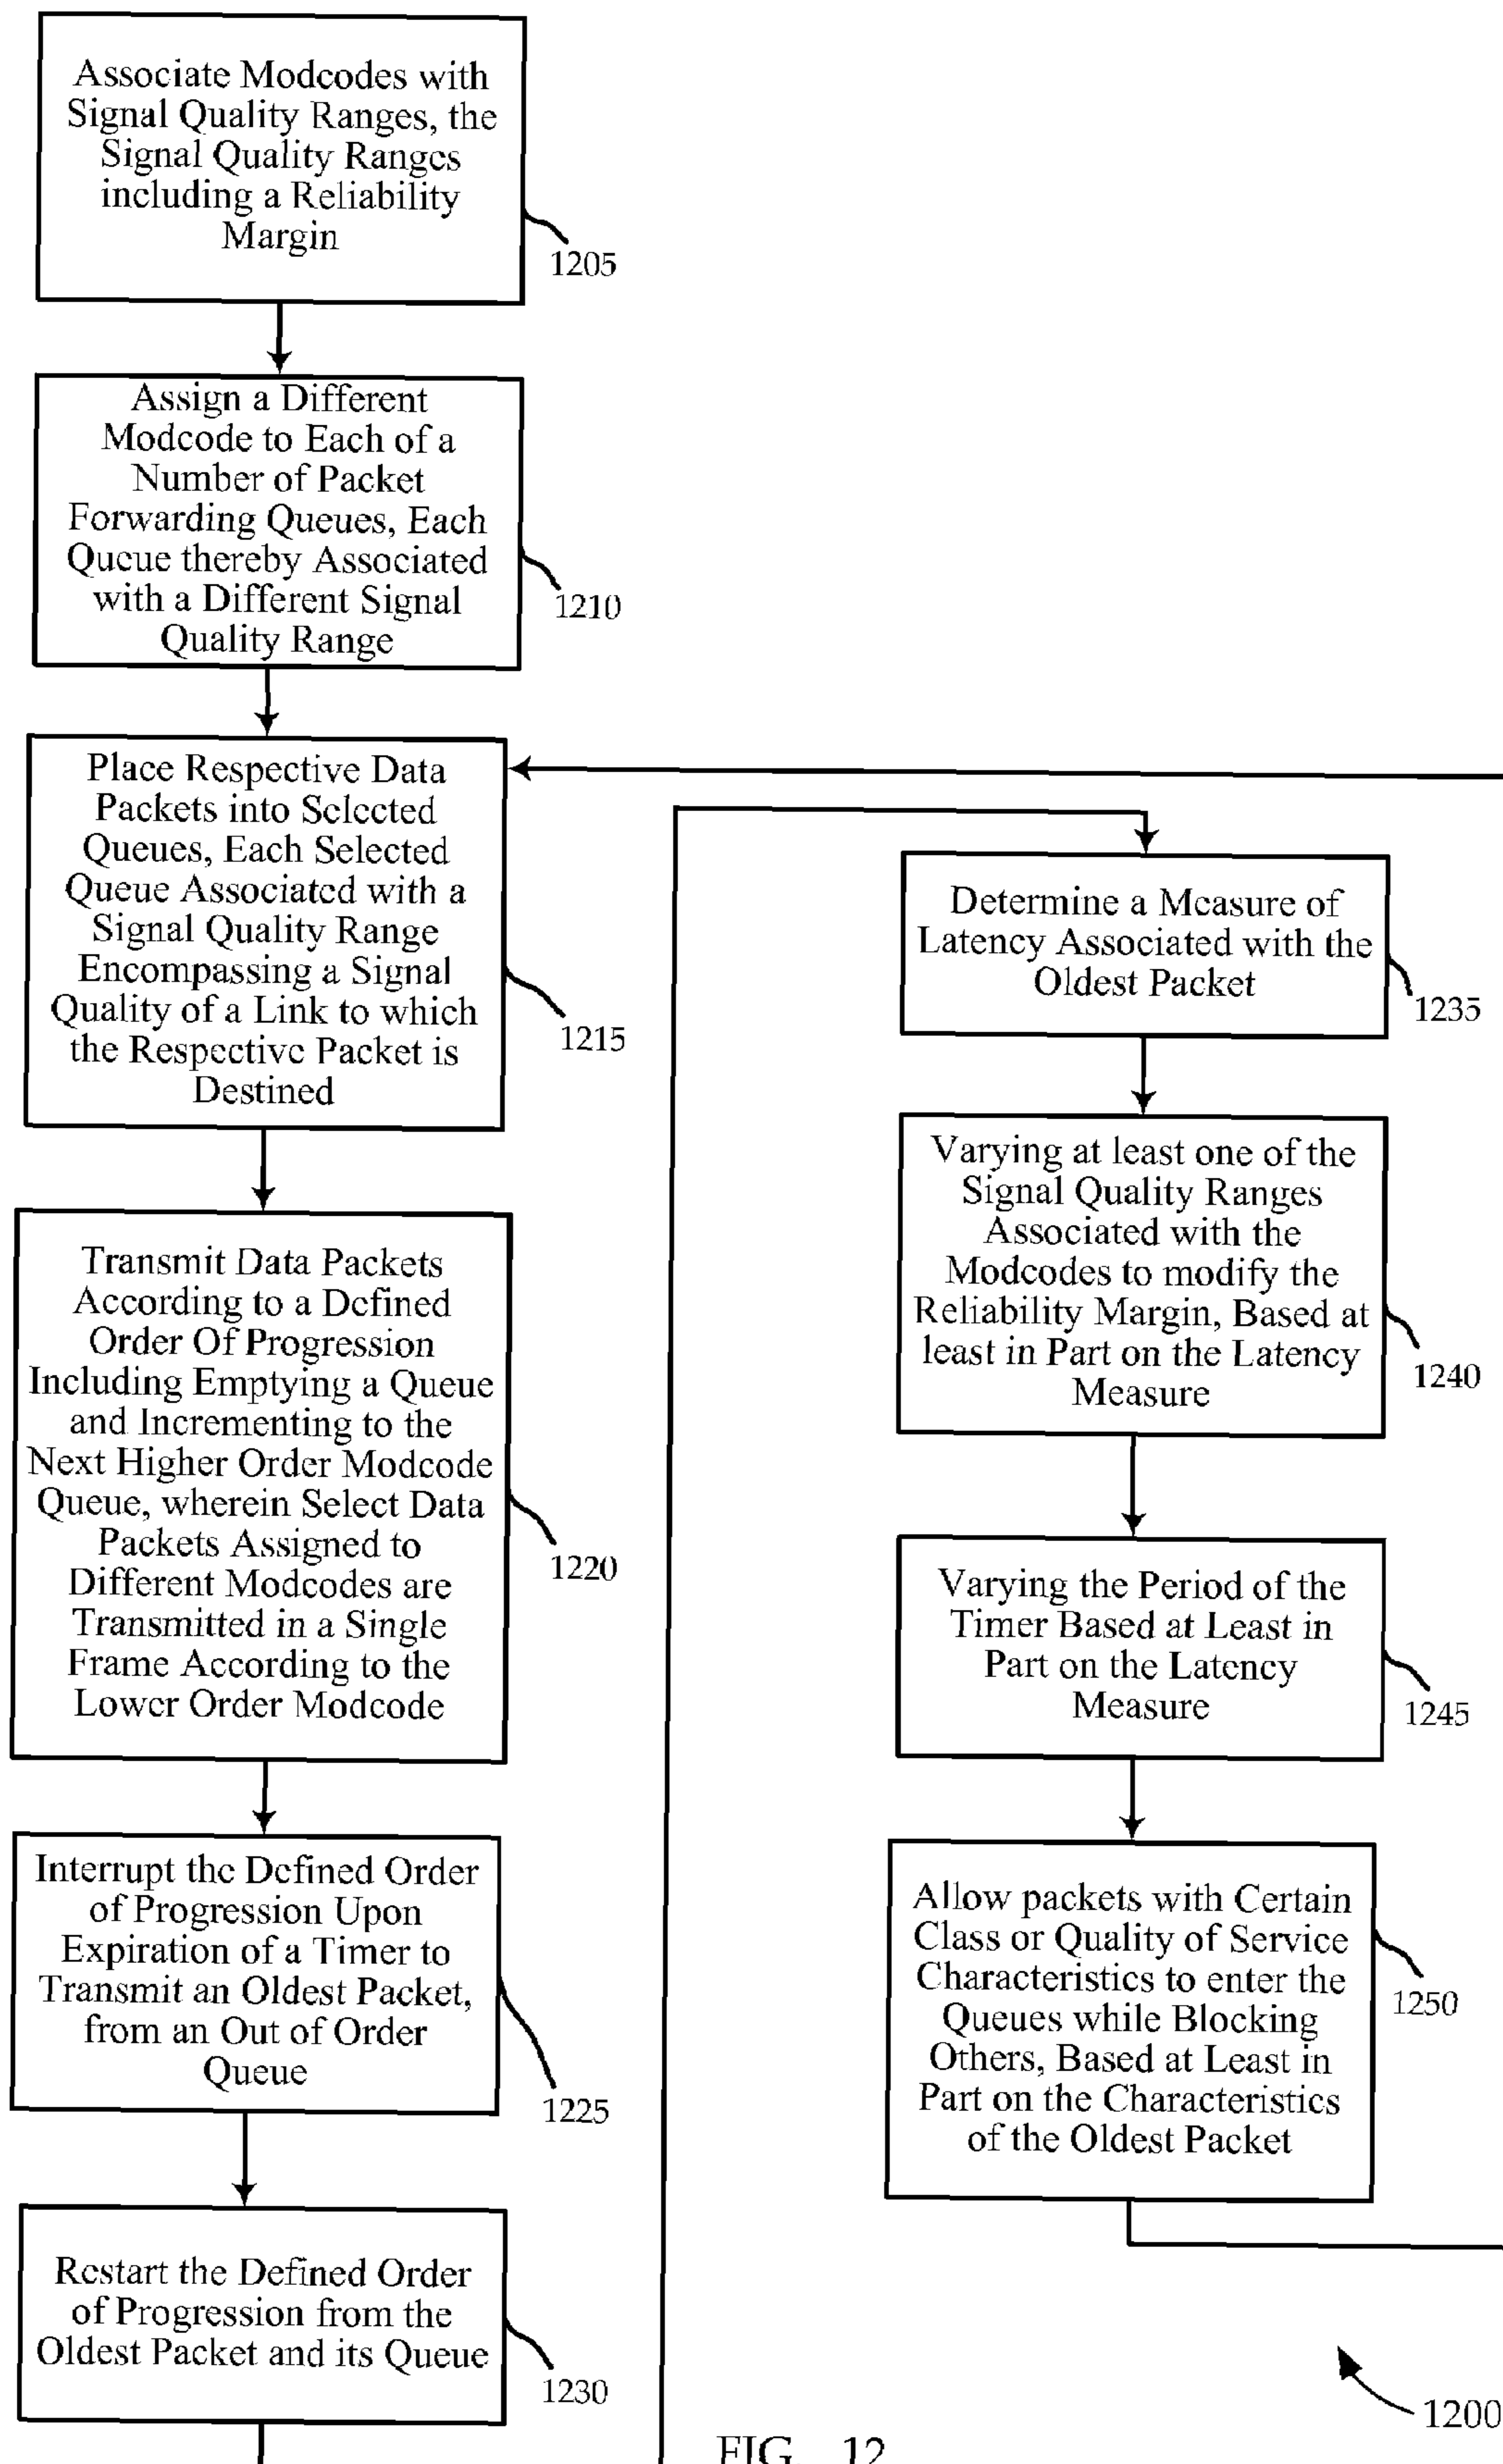 Associate Modcodes with
Signal Quality Ranges, the
Signal Quality Ranges
including a Reliability
Margin
1205
Assign a Different
Modcode to Each of a
Number of Packet
Forwarding Queues, Each
Queue thereby Associated
with a Different Signal
Quality Range
1210
Place Respective Data
Packets into Selected
Queues, Each Selected
Queue Associated with a
Signal Quality Range
Encompassing a Signal
Quality of a Link to which
the Respective Packet is
Destined
1215
Transmit Data Packets
According to a Defined
Order Of Progression
Including Emptying a Queue
and Incrementing to the
Next Higher Order Modcode
Queue, wherein Select Data
Packets Assigned to
Different Modcodes are
Transmitted in a Single
Frame According to the
Lower Order Modcode
1220
Interrupt the Defined Order
of Progression Upon
Expiration of a Timer to
Transmit an Oldest Packet,
from an Out of Order
Queue
1225
Restart the Defined Order
of Progression from the
Oldest Packet and its Queue
1230
Determine a Measure of
Latency Associated with the
Oldest Packet
1235
Varying at least one of the
Signal Quality Ranges
Associated with the
Modcodes to modify the
Reliability Margin, Based at
least in Part on the Latency
Measure
1240
Varying the Period of the
Timer Based at Least in
Part on the Latency
Measure
1245
Allow packets with Certain
Class or Quality of Service
Characteristics to enter the
Queues while Blocking
Others, Based at Least in
Part on the Characteristics
of the Oldest Packet
1250
1200
FIG. 12